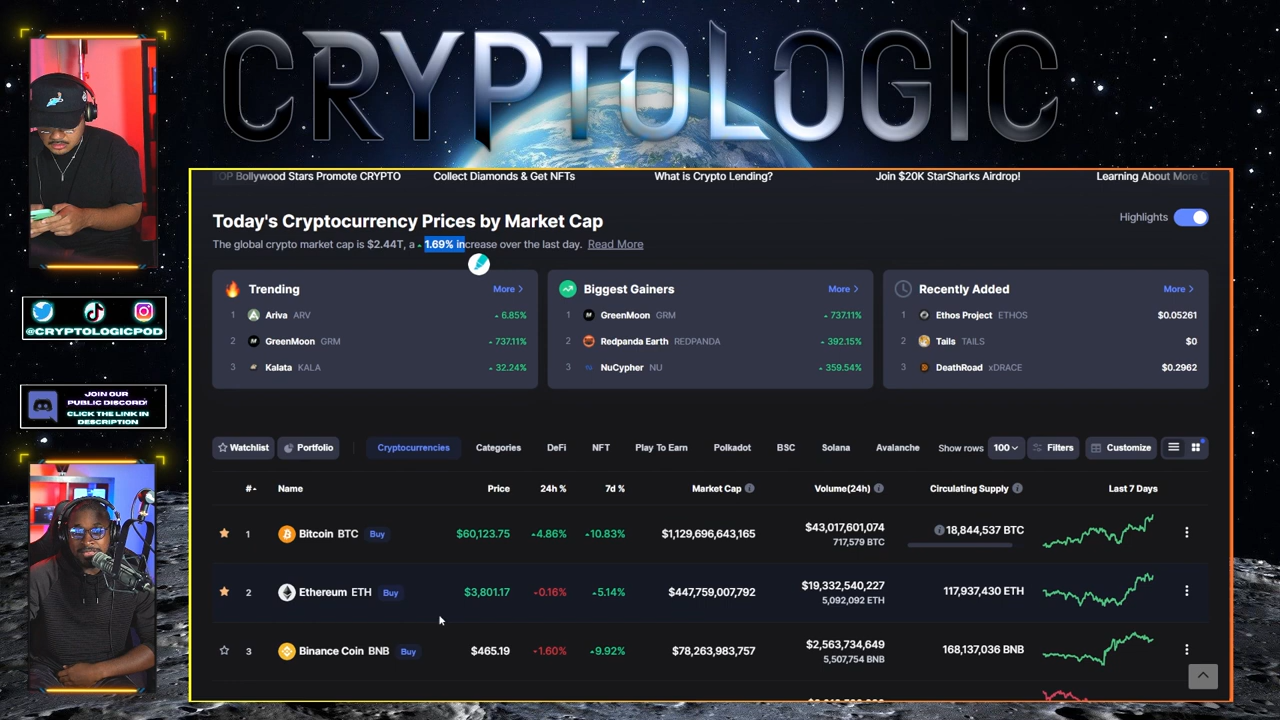 CRYPTOLOGIC
OP Bollywood Stars Promote CRYPTO Collect Diamonds & Get NFTs What is Crypto Lending? Join $20K StarSharks Airdrop! Learning About More
Today's Cryptocurrency Prices by Market Cap
Highlights
The global crypto market cap is $2.44T, a 1.69% increase over the last day. Read More
Trending More >
1 Ariva ARV 6.85%
2 GreenMoon GRM 737.11%
3 Kalata KALA 32.24%
Biggest Gainers More >
1 GreenMoon GRM 737.11%
2 Redpanda Earth REDPANDA 392.15%
3 NuCypher NU 359.54%
Recently Added More >
1 Ethos Project ETHOS $0.05261
2 Tails TAILS $0
3 DeathRoad xDRACE $0.2962
@CRYPTOLOGICPOD
JOIN OUR
PUBLIC DISCORD!
CLICK THE LINK IN
DESCRIPTION
Watchlist Portfolio Cryptocurrencies Categories DeFi NFT Play To Earn Polkadot BSC Solana Avalanche Show rows 100 Filters Customize
# Name Price 24h % 7d % Market Cap Volume(24h) Circulating Supply Last 7 Days
1 Bitcoin BTC Buy $60,123.75 4.86% 10.83% $1,129,696,643,165 $43,017,601,074 18,844,537 BTC
717,579 BTC
2 Ethereum ETH Buy $3,801.17 0.16% 5.14% $447,759,007,792 $19,332,540,227 117,937,430 ETH
5,092,092 ETH
3 Binance Coin BNB Buy $465.19 1.60% 9.92% $78,263,983,757 $2,563,734,649 168,137,036 BNB
5,507,754 BNB